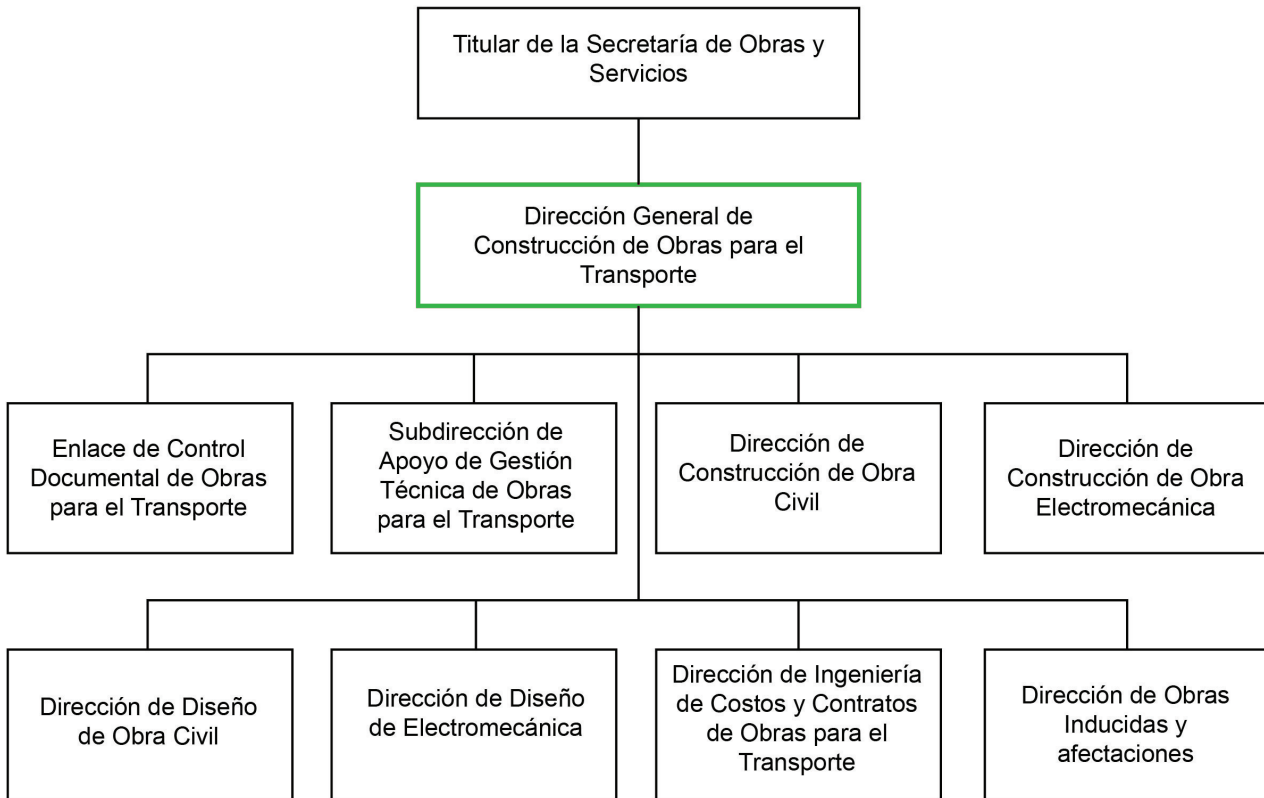 Titular de la Secretaría de Obras y
Servicios
Dirección General de
Construcción de Obras para el
Transporte
Enlace de Control
Documental de Obras
para el Transporte
Subdirección de
Apoyo de Gestión
Técnica de Obras
para el Transporte
Dirección de
Construcción de Obra
Civil
Dirección de
Construcción de Obra
Electromecánica
Dirección de Diseño
de Obra Civil
Dirección de Diseño
de Electromecánica
Dirección de Ingeniería
de Costos y Contratos
de Obras para el
Transporte
Dirección de Obras
Inducidas y
afectaciones